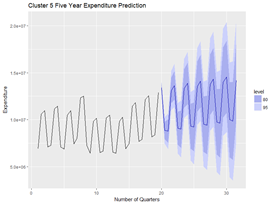 Cluster 5 Five Year Expenditure Prediction
2.0e+07
1.5e+07
1.0e+07
5.0e+06
Expenditure
0
10
20
30
Number of Quarters
level
80
95